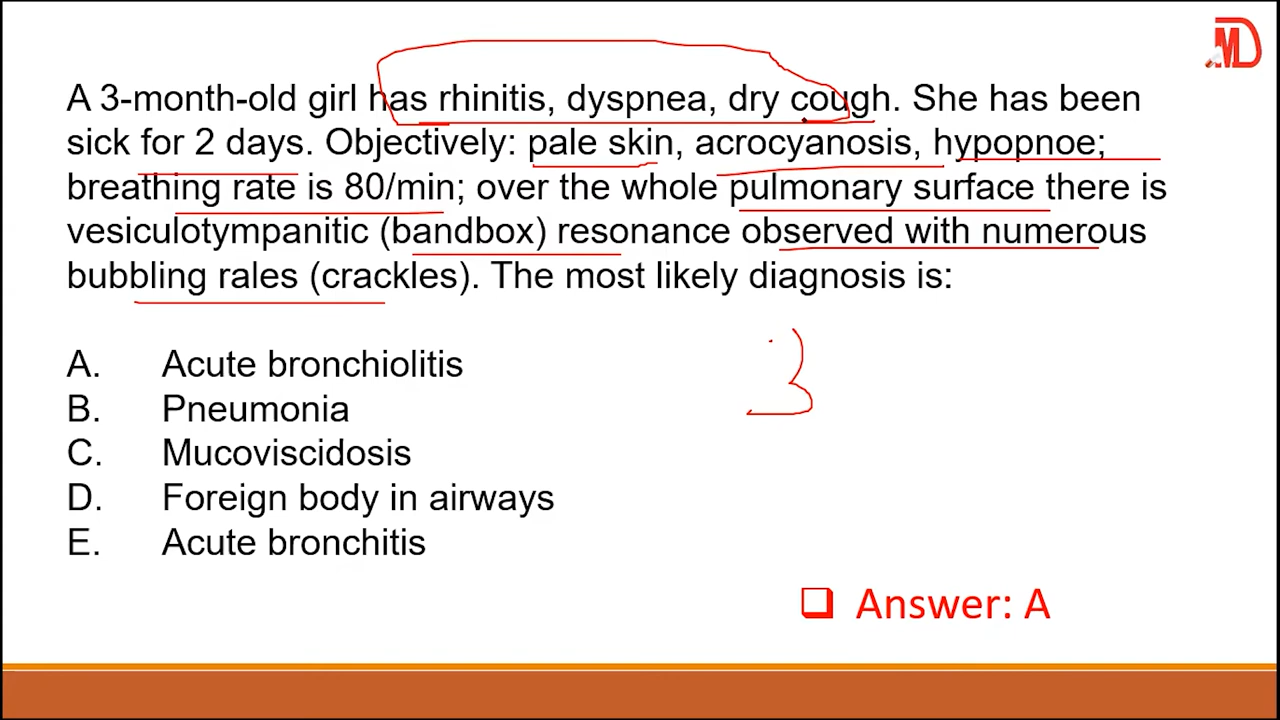 MD
A 3-month-old girl has rhinitis, dyspnea, dry cough. She has been
sick for 2 days. Objectively: pale skin, acrocyanosis, hypopnoe;
breathing rate is 80/min; over the whole pulmonary surface there is
vesiculotympanitic (bandbox) resonance observed with numerous
bubbling rales (crackles). The most likely diagnosis is:
3
A. Acute bronchiolitis
B. Pneumonia
C. Mucoviscidosis
D. Foreign body in airways
E. Acute bronchitis
Answer: A